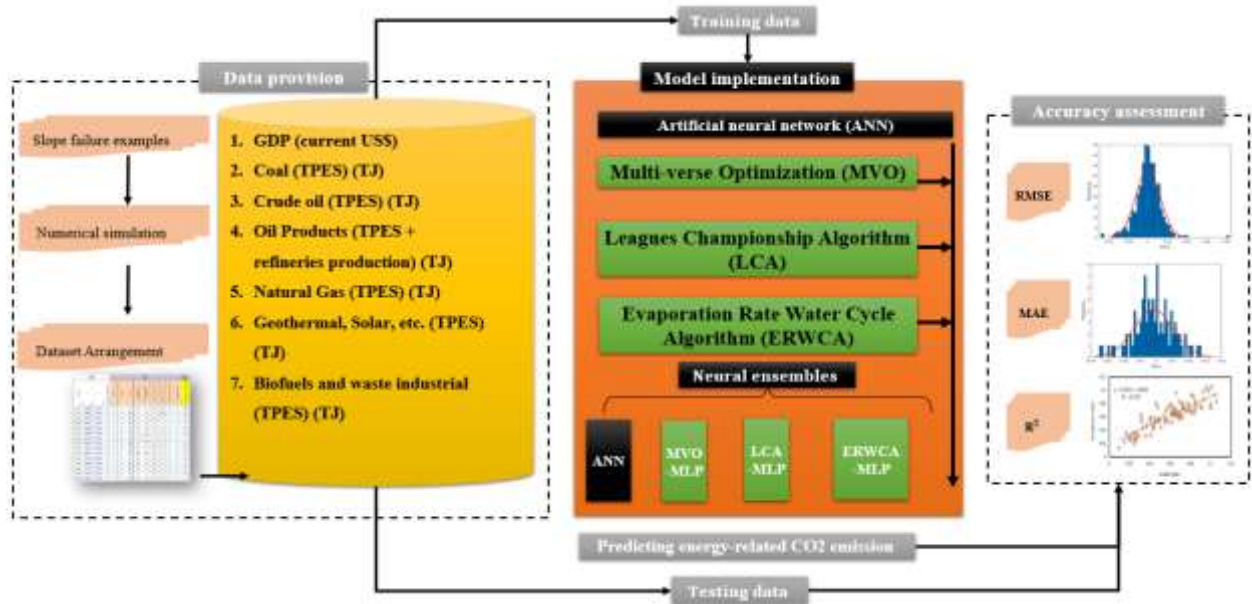 Training data
Data provision
Slope failure examples
Numerical simulation
Dataset Arrangement
1. GDP (current US$)
2. Coal (TPES) (TJ)
3. Crude oil (TPES) (TJ)
4. Oil Products (TPES +
refineries production) (TJ)
5. Natural Gas (TPES) (TJ)
6. Geothermal, Solar, etc. (TPES)
(TJ)
7. Biofuels and waste industrial
(TPES) (TJ)
Model implementation
Artificial neural network (ANN)
Multi-verse Optimization (MVO)
Leagues Championship Algorithm
(LCA)
Evaporation Rate Water Cycle
Algorithm (ERWCA)
Neural ensembles
ANN
MVO
-MLP
LCA
-MLP
ERWCA
-MLP
Accuracy assessment
RMSE
MAE
R²
Predicting energy-related CO2 emission
Testing data